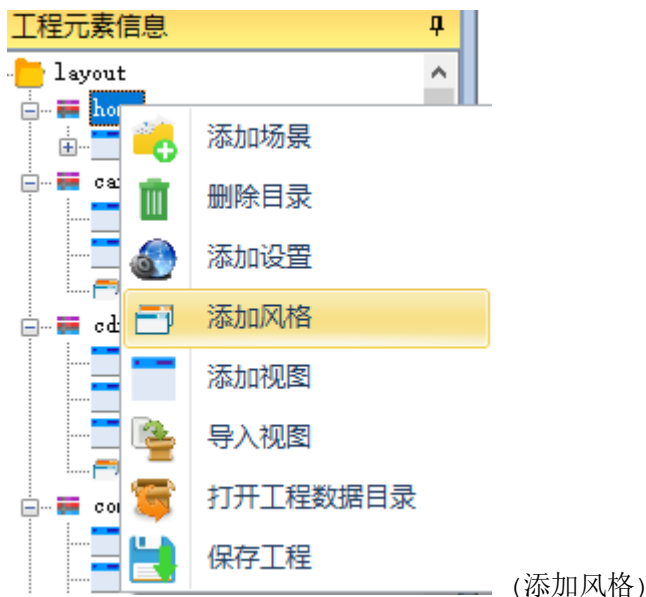 工程元素信息
layout
添加场景
删除目录
添加设置
添加风格
添加视图
导入视图
打开工程数据目录
保存工程
(添加风格)